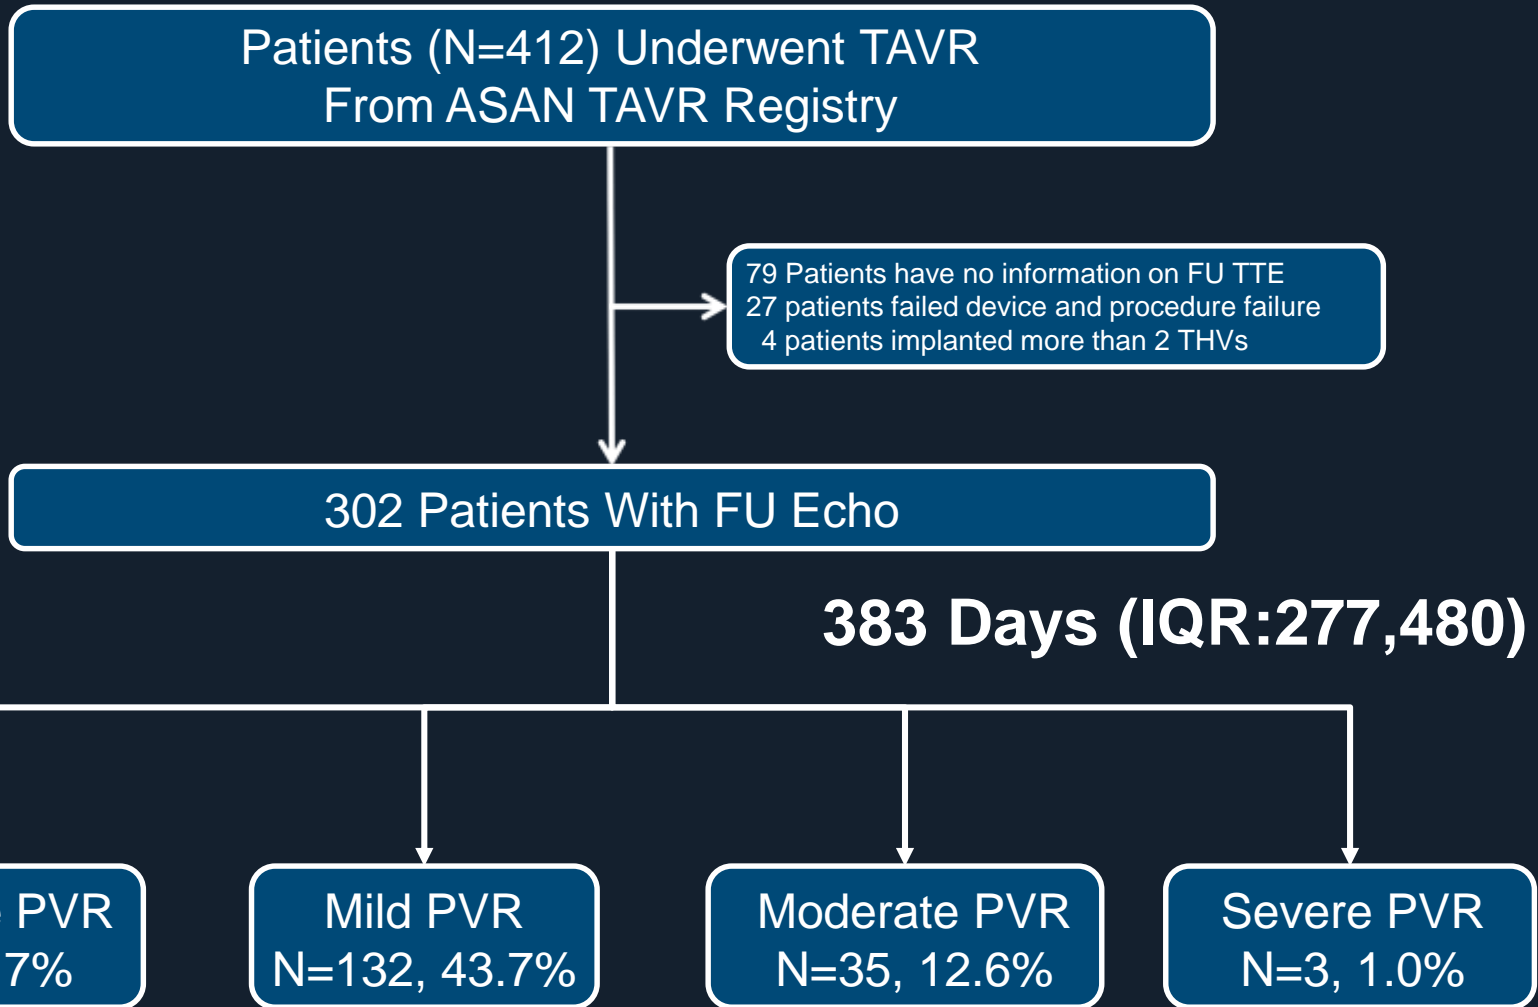 Patients (N=412) Underwent TAVR
From ASAN TAVR Registry
79 Patients have no information on FU TTE
27 patients failed device and procedure failure
4 patients implanted more than 2 THVs
302 Patients With FU Echo
383 Days (IQR:277,480)
PVR
7%
Mild PVR
N=132, 43.7%
Moderate PVR
N=35, 12.6%
Severe PVR
N=3, 1.0%